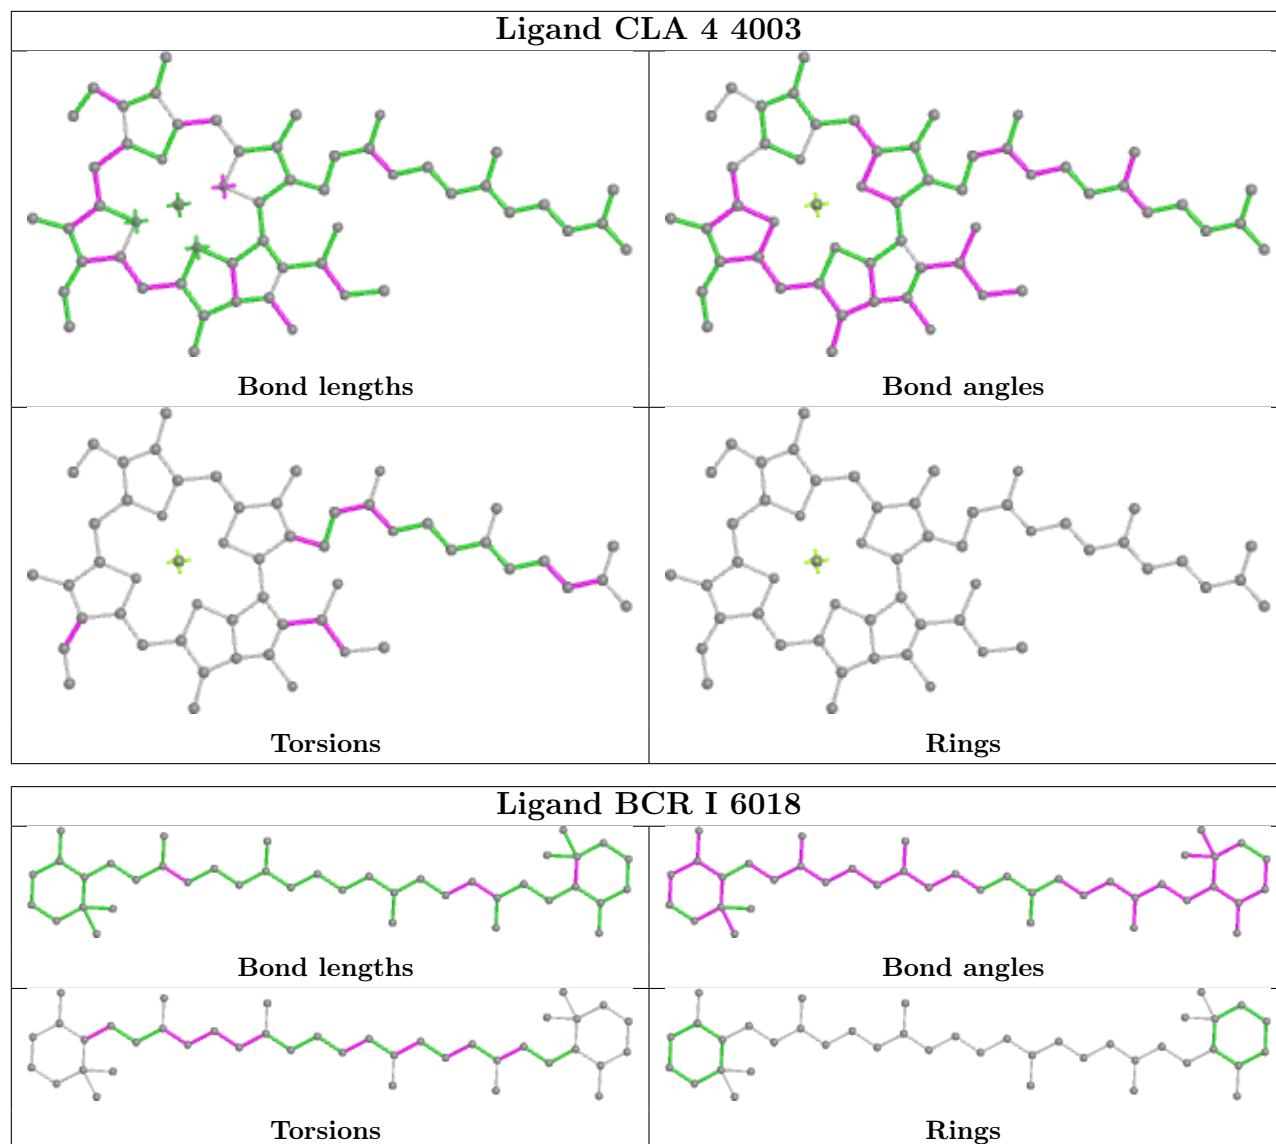 Ligand CLA 4 4003
Bond lengths
Bond angles
Torsions
Rings
Ligand BCR I 6018
Bond lengths
Bond angles
Torsions
Rings